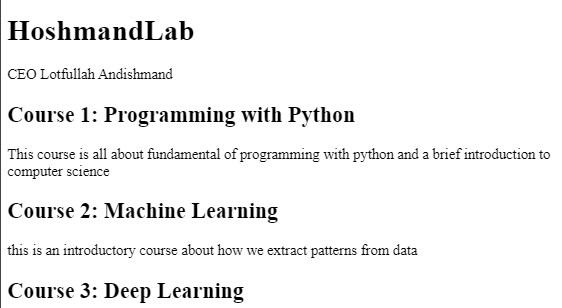 HoshmandLab
CEO Lotfullah Andishmand
Course 1: Programming with Python
This course is all about fundamental of programming with python and a brief introduction to
computer science
Course 2: Machine Learning
this is an introductory course about how we extract patterns from data
Course 3: Deep Learning